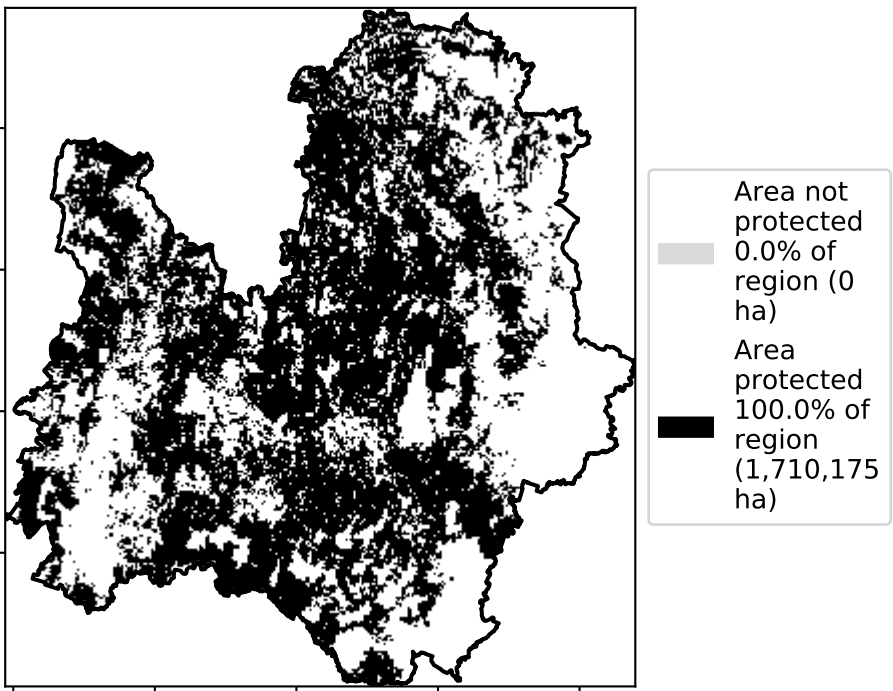 Area not
protected
0.0% of
region (0
ha)
Area
protected
100.0% of
region
(1,710,175
ha)